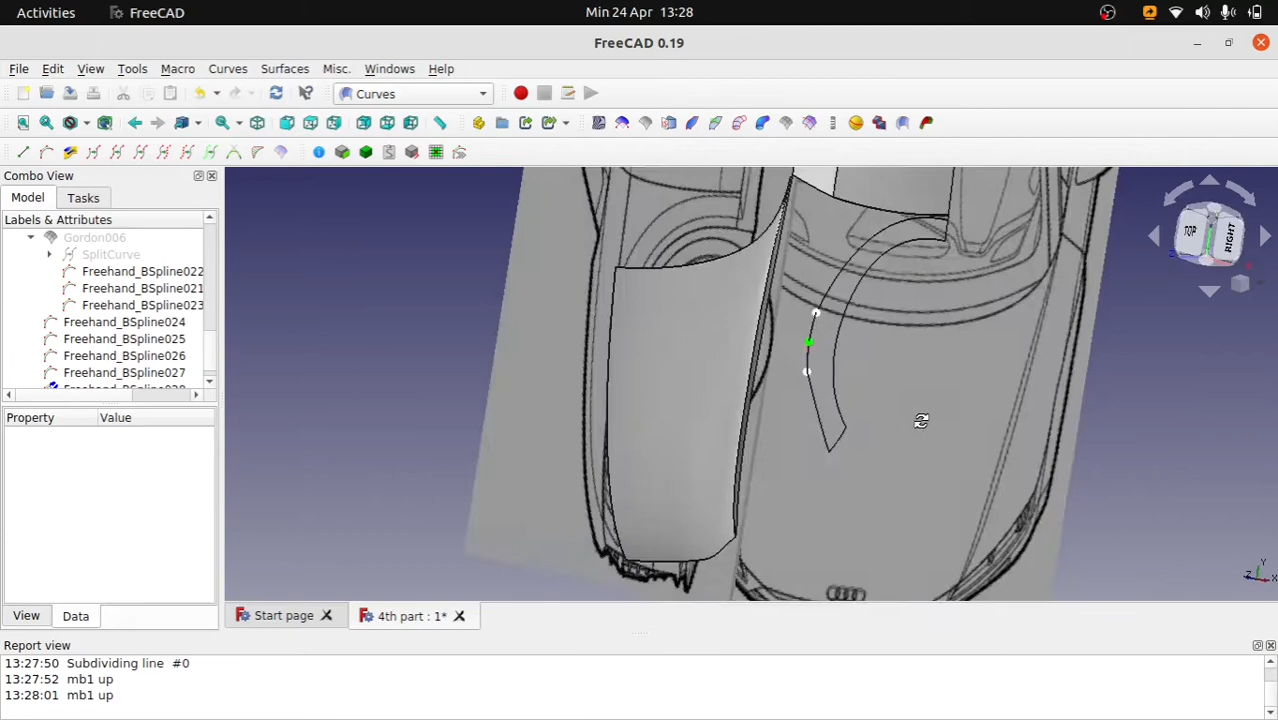 Activities FreeCAD Min 24 Apr 13:28
FreeCAD 0.19
File Edit View Tools Macro Curves Surfaces Misc. Windows Help
Curves
Combo View
Model Tasks
Labels & Attributes
Gordon006
SplitCurve
Freehand_BSpline022
Freehand_BSpline021
Freehand_BSpline023
Freehand_BSpline024
Freehand_BSpline025
Freehand_BSpline026
Freehand_BSpline027
Property Value
TOP RIGHT
Y
Z X
View Data
Start page 4th part : 1*
Report view
13:27:50 Subdividing line #0
13:27:52 mb1 up
13:28:01 mb1 up